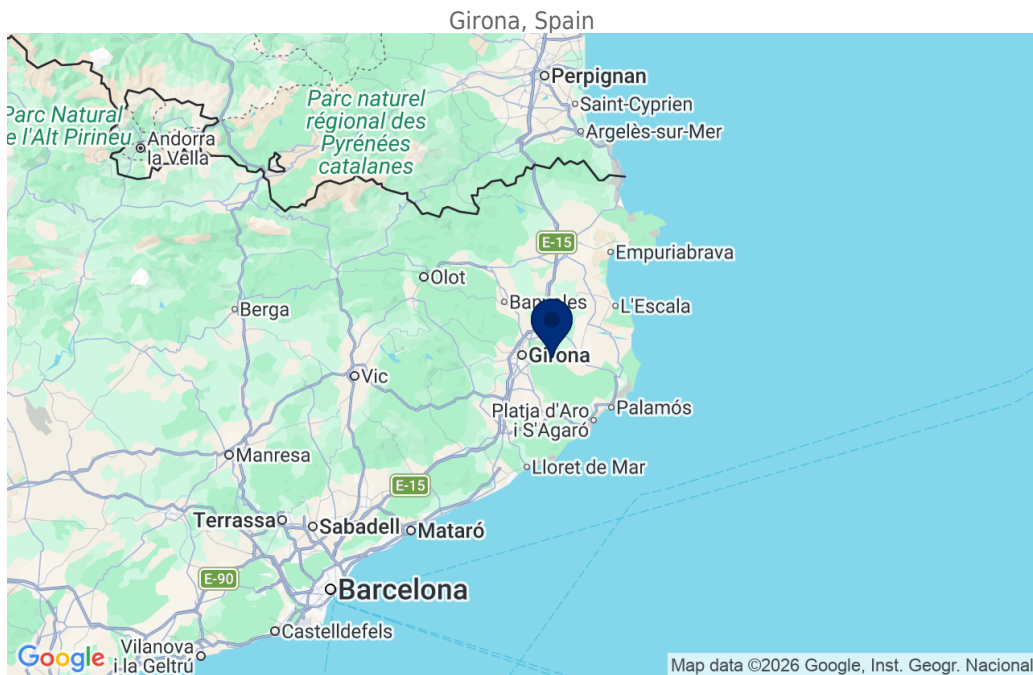 Girona, Spain
Perpignan
Saint-Cyprien
Argelès-sur-Mer
Parc naturel
régional des
Pyrénées
catalanes
Parc Natural
de l'Alt Pirineu
Andorra
la Vella
E-15
Empuriabrava
Olot
L'Escala
Berga
Girona
Vic
Platja d'Aro
i S'Agaró
Palamós
Manresa
Lloret de Mar
E-15
Terrassa
Sabadell
Mataró
E-90
Barcelona
Castelldefels
Vilanova
i la Geltrú
Google
Map data ©2026 Google, Inst. Geogr. Nacional